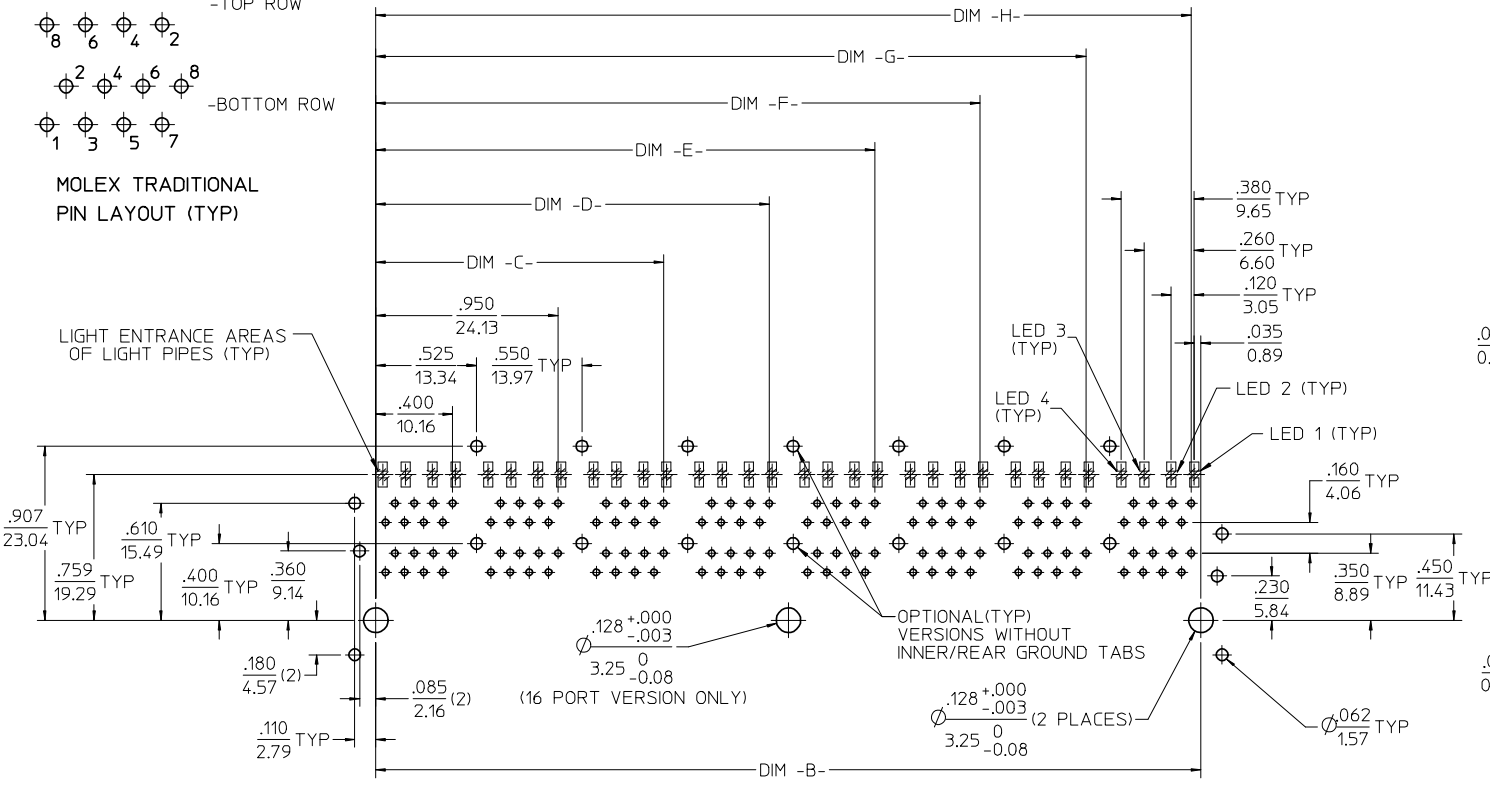 -TOP ROW
8 6 4 2
2 4 6 8
-BOTTOM ROW
1 3 5 7
MOLEX TRADITIONAL
PIN LAYOUT (TYP)
DIM -H-
DIM -G-
DIM -F-
DIM -E-
DIM -D-
DIM -C-
.950
24.13
.525
13.34
.550
13.97
TYP
.400
10.16
LIGHT ENTRANCE AREAS
OF LIGHT PIPES (TYP)
.380
9.65
TYP
.260
6.60
TYP
.120
3.05
TYP
.035
0.89
LED 3
(TYP)
LED 4
(TYP)
LED 2 (TYP)
LED 1 (TYP)
.160
4.06
TYP
.907
23.04
TYP
.759
19.29
TYP
.610
15.49
TYP
.400
10.16
TYP
.360
9.14
.230
5.84
.350
8.89
TYP
.450
11.43
TYP
.180
4.57
(2)
.085
2.16
(2)
.110
2.79
TYP
Ø .128 +.000
-.003
3.25 0
-0.08
(16 PORT VERSION ONLY)
OPTIONAL(TYP)
VERSIONS WITHOUT
INNER/REAR GROUND TABS
Ø .128 +.000
-.003
(2 PLACES)
3.25 0
-0.08
Ø .062
1.57
TYP
DIM -B-